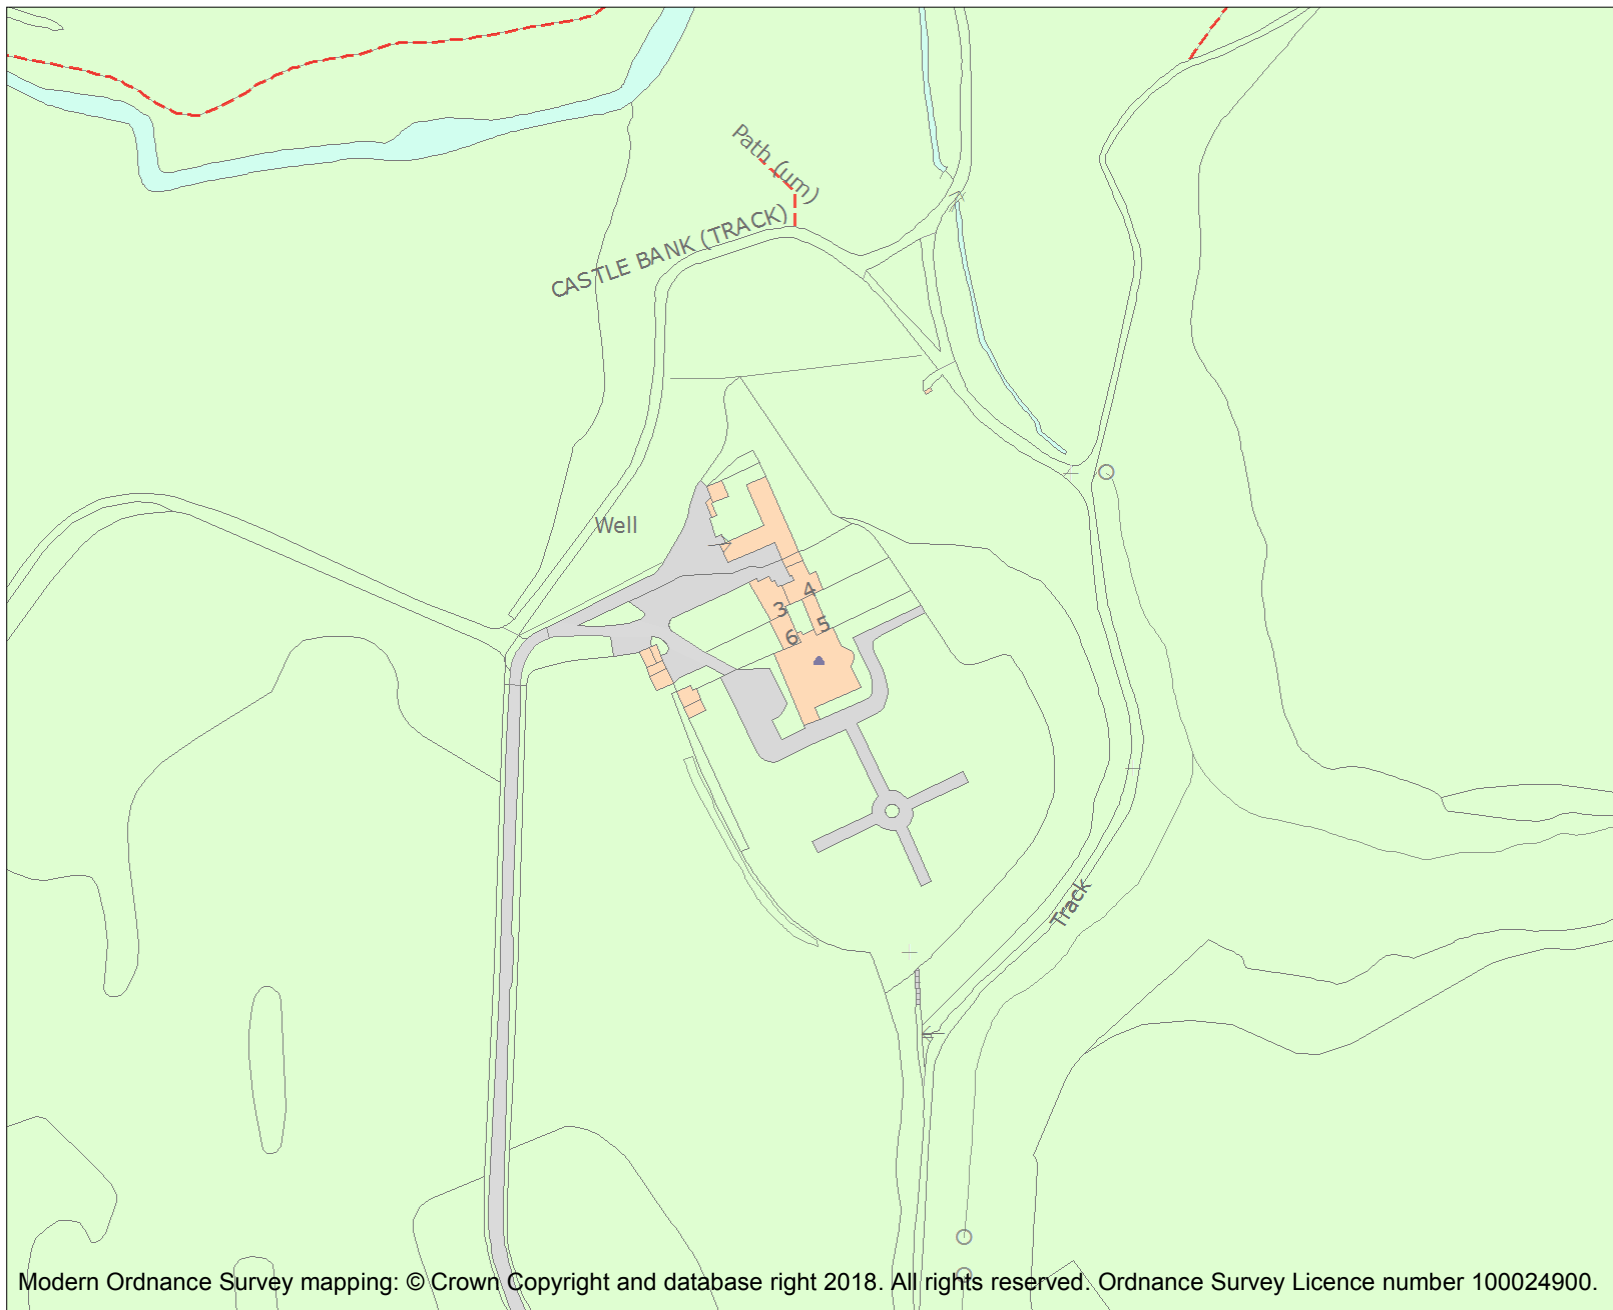 Path (um)
CASTLE BANK (TRACK)
Well
4
3
5
6
Track
Modern Ordnance Survey mapping: © Crown Copyright and database right 2018. All rights reserved. Ordnance Survey Licence number 100024900.